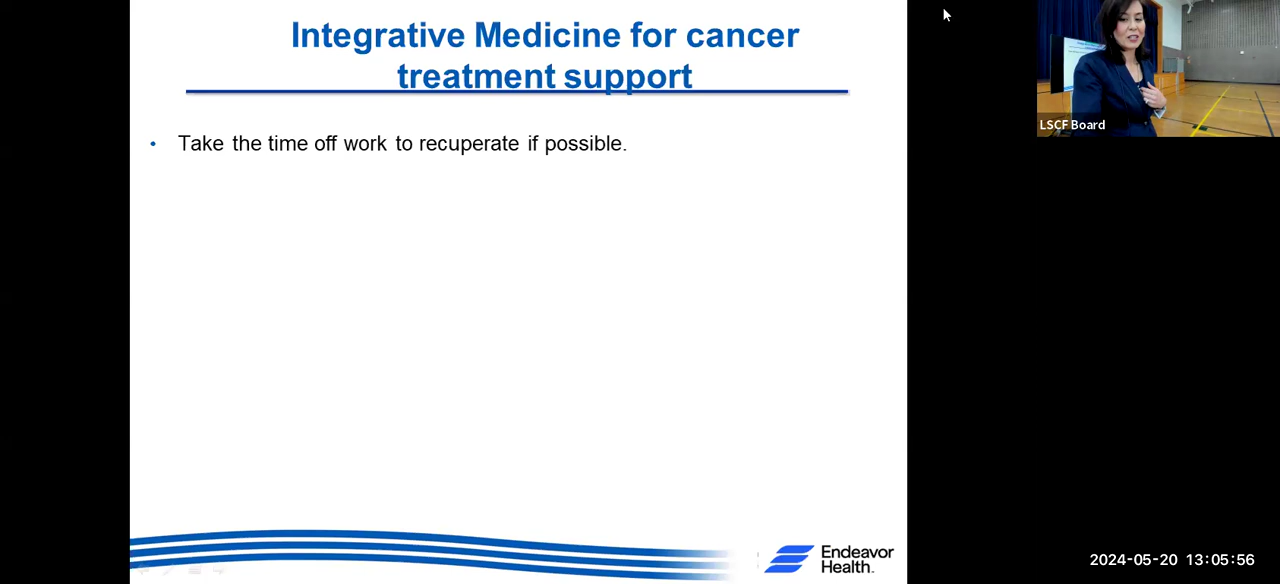 Integrative Medicine for cancer
treatment support
• Take the time off work to recuperate if possible.
LSCF Board
Endeavor
Health.
2024-05-20 13:05:56